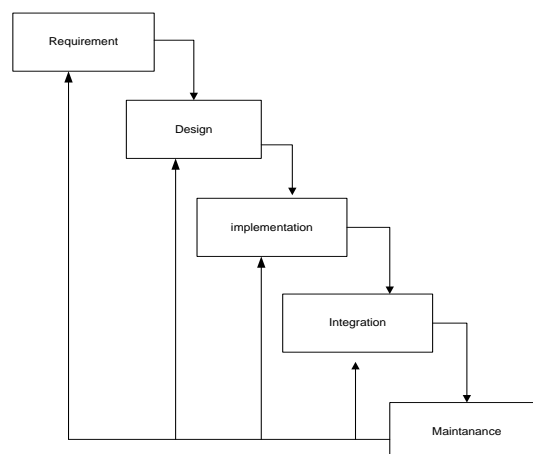 Requirement
Design
implementation
Integration
Maintanance